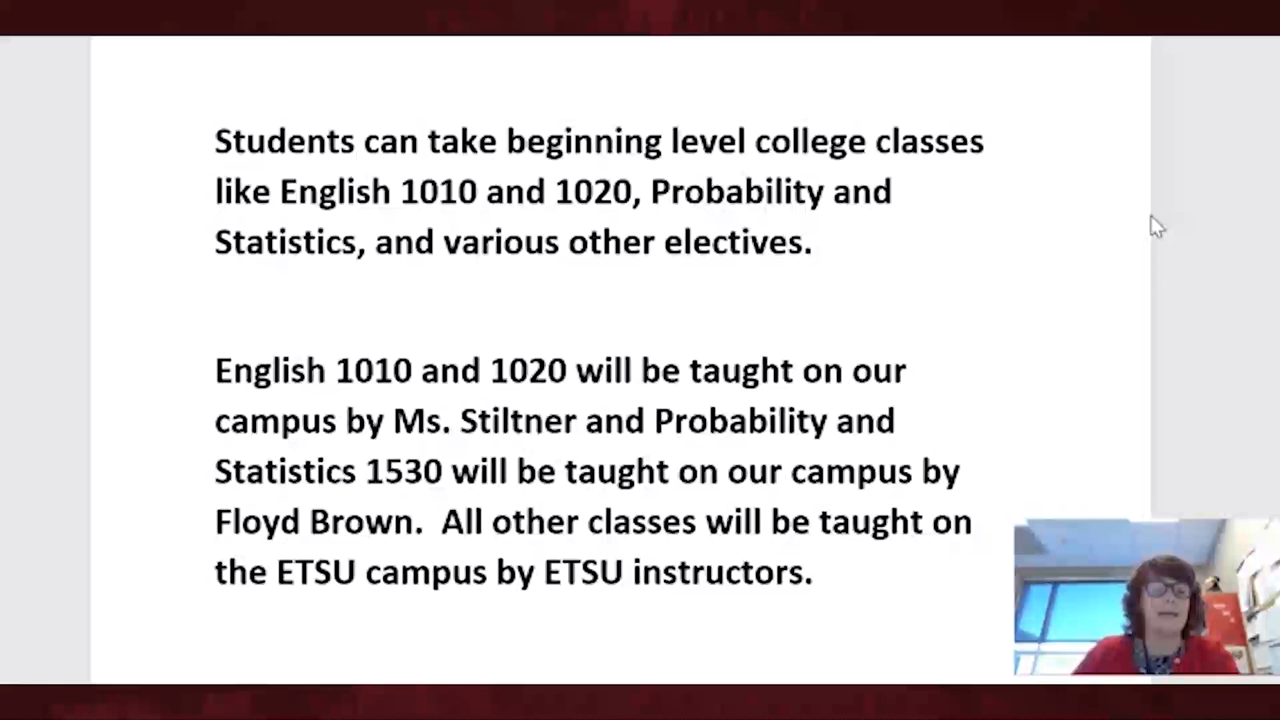 Students can take beginning level college classes
like English 1010 and 1020, Probability and
Statistics, and various other electives.
English 1010 and 1020 will be taught on our
campus by Ms. Stiltner and Probability and
Statistics 1530 will be taught on our campus by
Floyd Brown.  All other classes will be taught on
the ETSU campus by ETSU instructors.